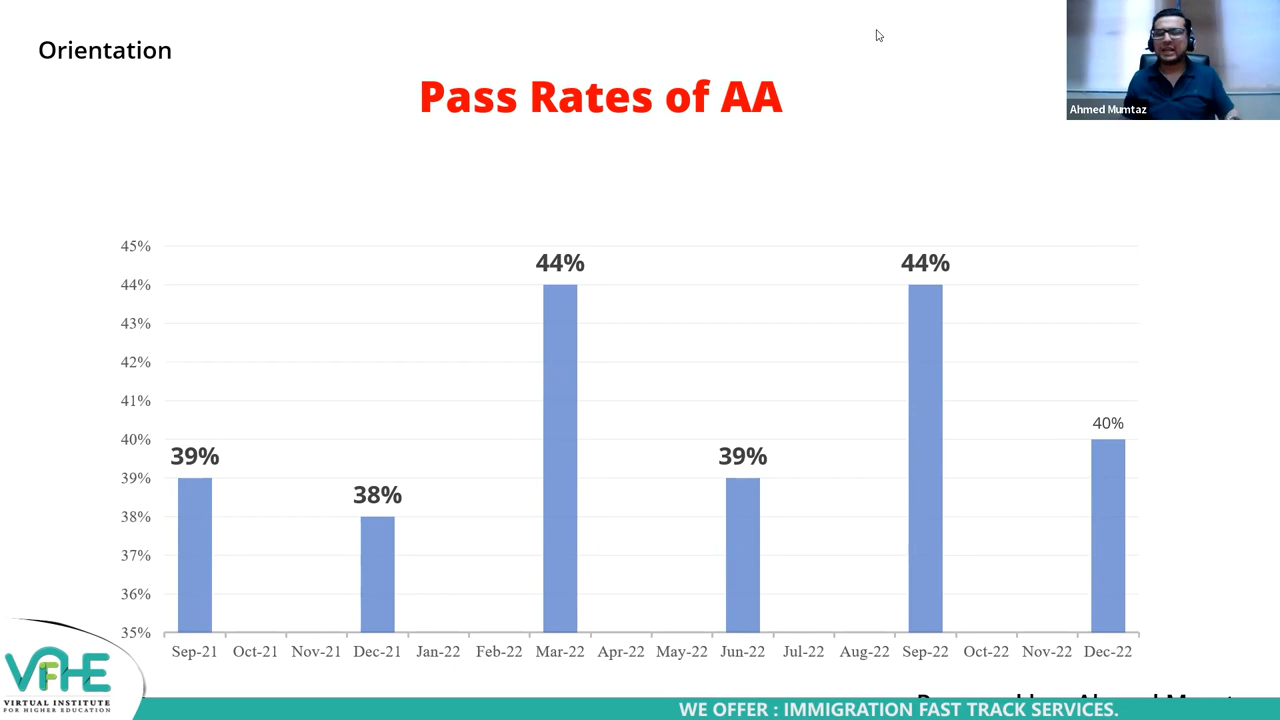 Orientation
Ahmed Mumtaz
Pass Rates of AA
45%
44%
43%
42%
41%
40%
39%
38%
37%
36%
35%
39%
38%
44%
39%
44%
40%
Sep-21 Oct-21 Nov-21 Dec-21 Jan-22 Feb-22 Mar-22 Apr-22 May-22 Jun-22 Jul-22 Aug-22 Sep-22 Oct-22 Nov-22 Dec-22
VIFHE
VIRTUAL INSTITUTE
FOR HIGHER EDUCATION
WE OFFER : IMMIGRATION FAST TRACK SERVICES.